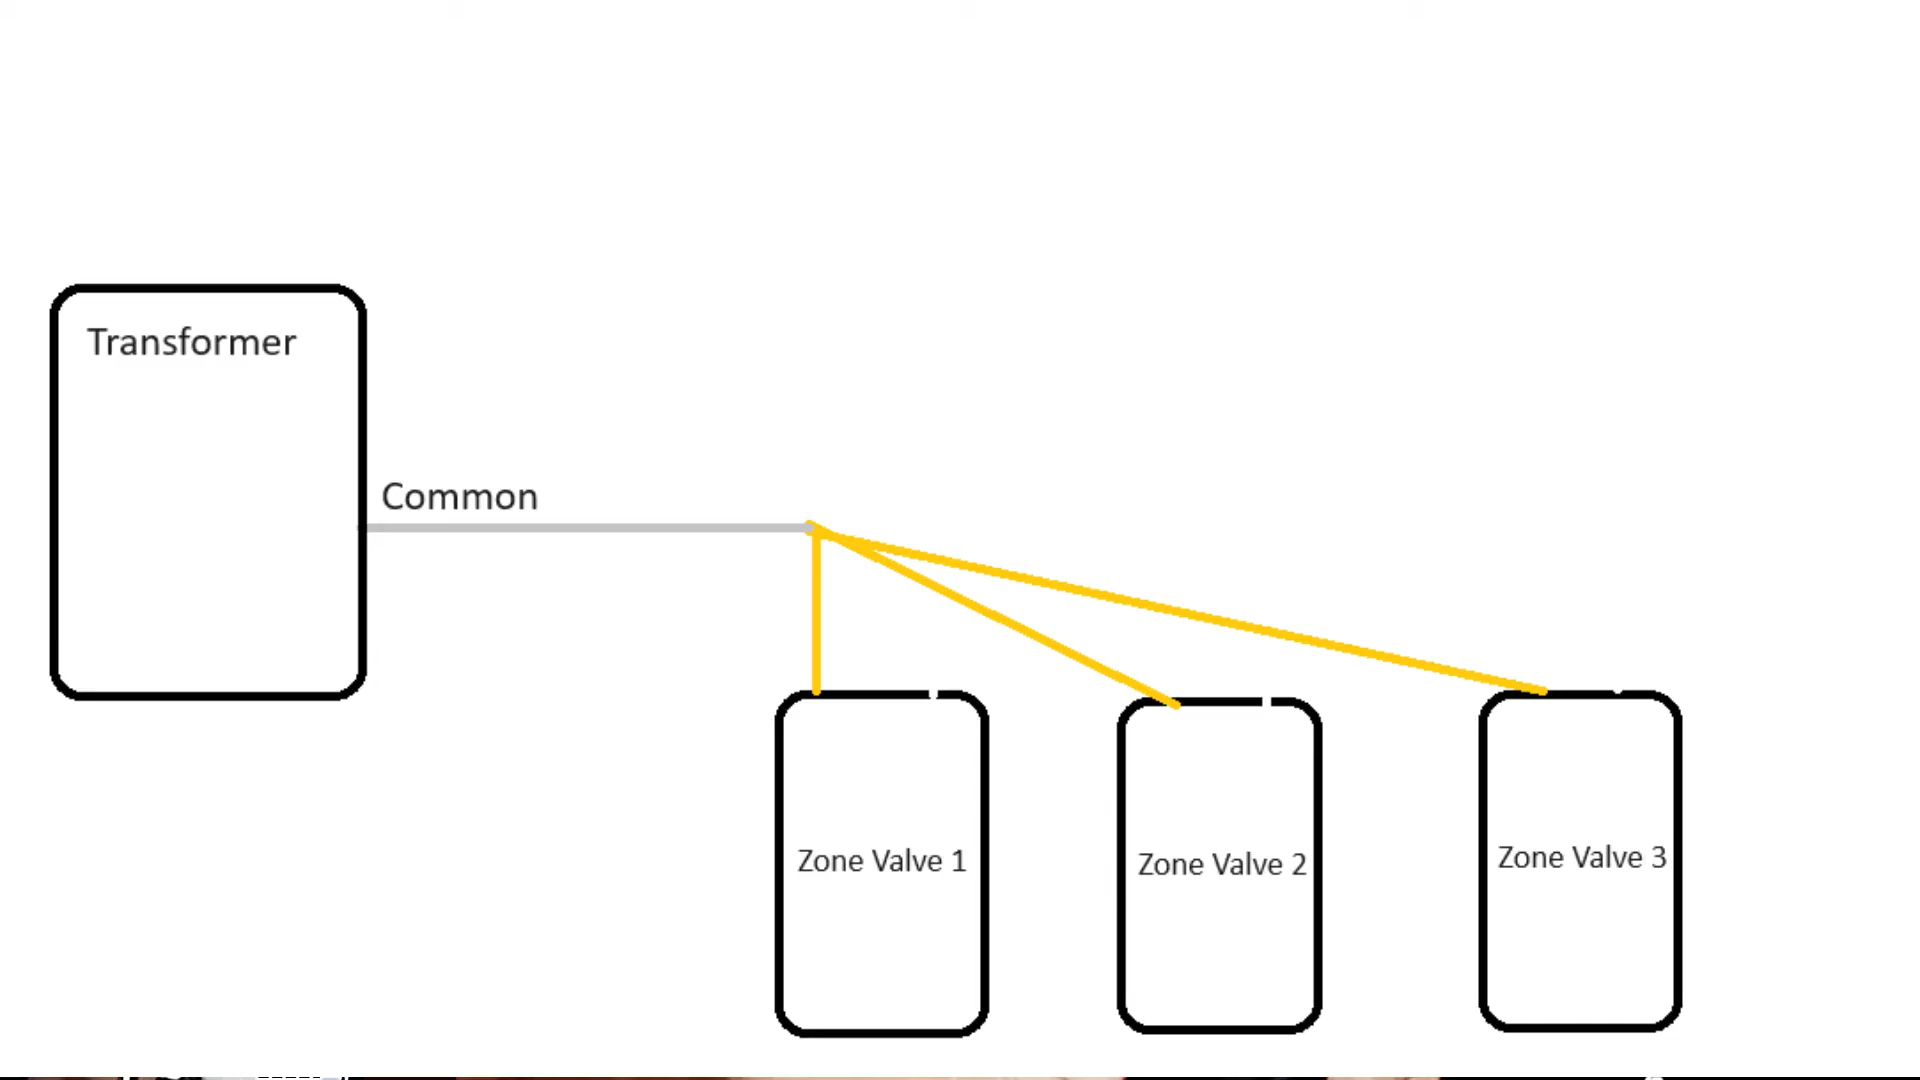 Transformer
Common
Zone Valve 1
Zone Valve 2
Zone Valve 3